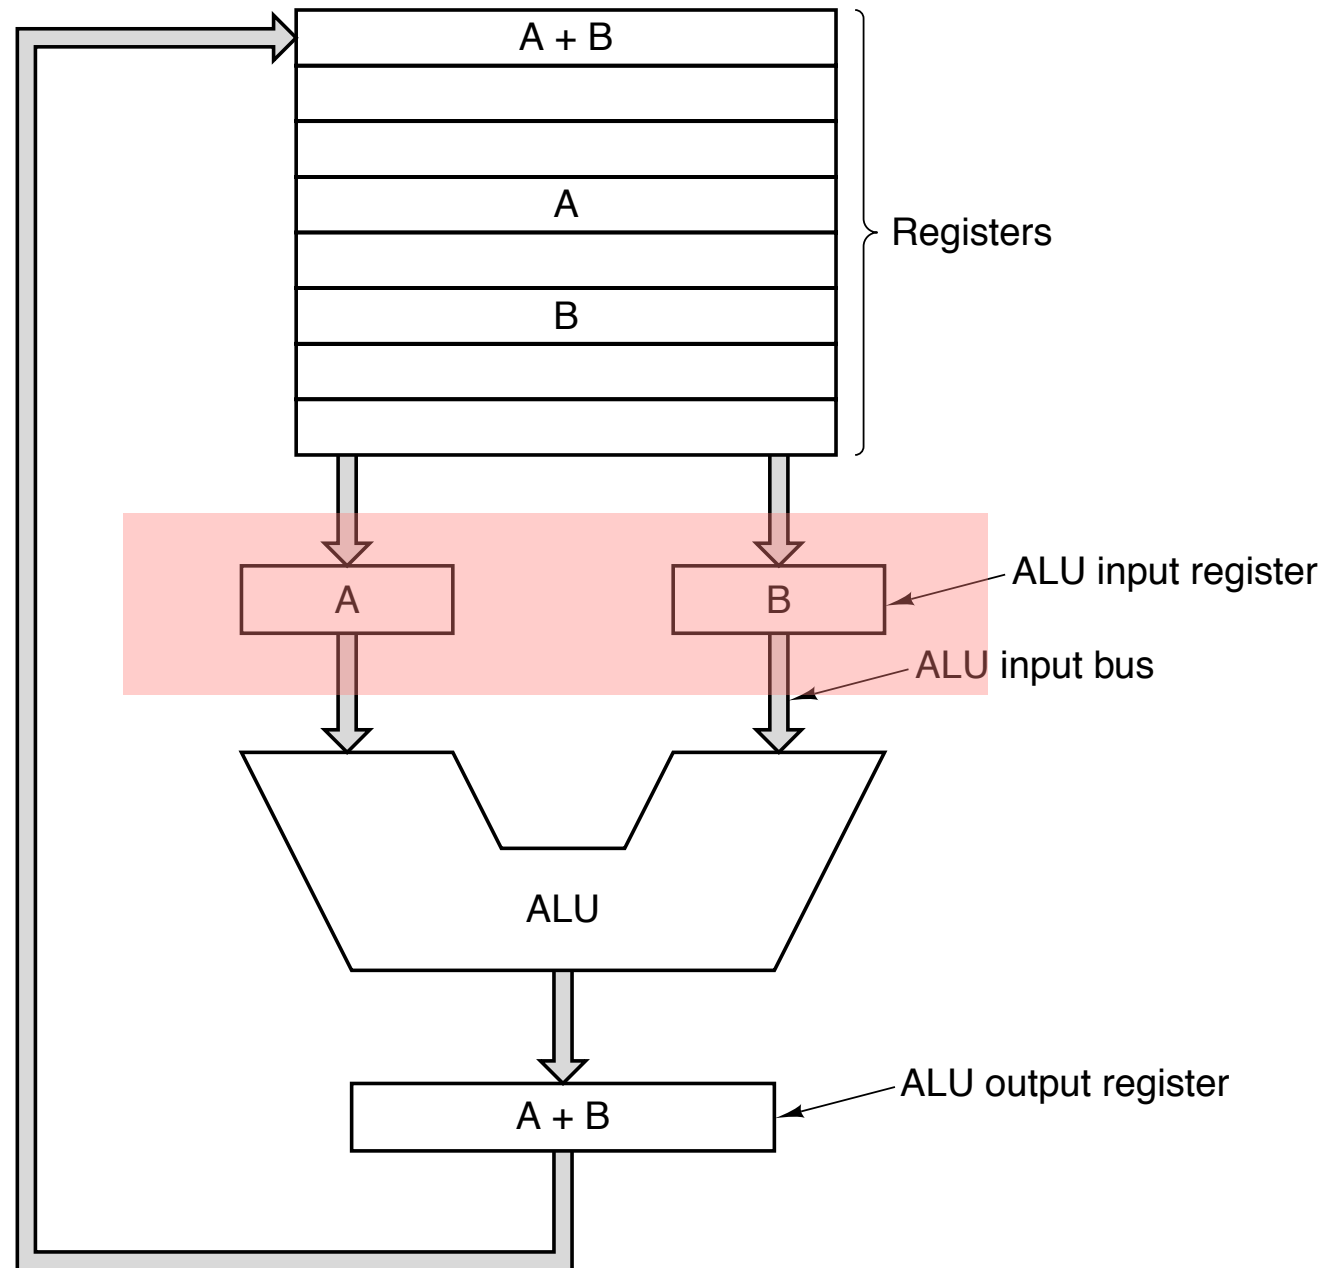 A + B
A
Registers
B
ALU input register
A
B
ALU input bus
ALU
ALU output register
A + B